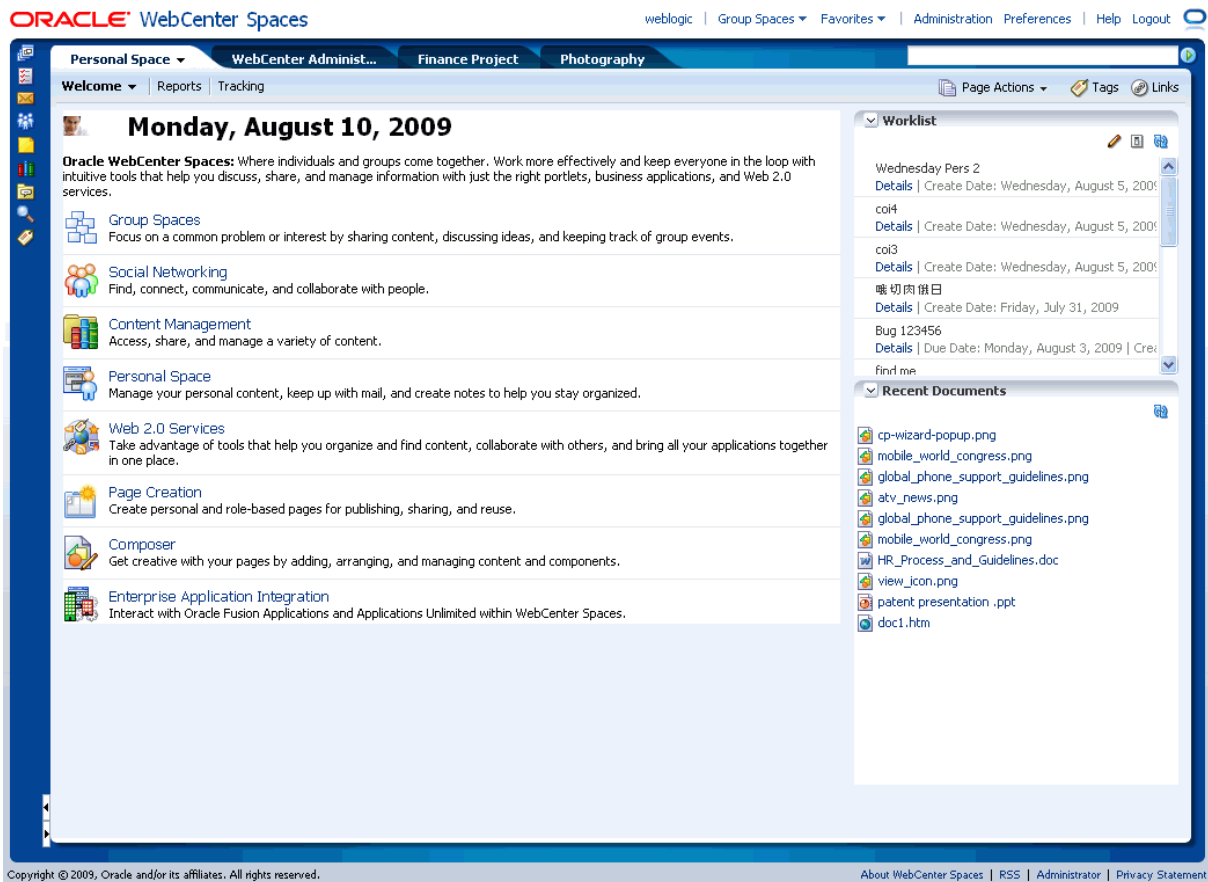 ORACLE WebCenter Spaces
weblogic | Group Spaces Favorites | Administration Preferences | Help Logout
Personal Space WebCenter Administ... Finance Project Photography
Welcome | Reports | Tracking
Page Actions Tags Links
Monday, August 10, 2009
Oracle WebCenter Spaces: Where individuals and groups come together. Work more effectively and keep everyone in the loop with
intuitive tools that help you discuss, share, and manage information with just the right portlets, business applications, and Web 2.0
services.
Group Spaces
Focus on a common problem or interest by sharing content, discussing ideas, and keeping track of group events.
Social Networking
Find, connect, communicate, and collaborate with people.
Content Management
Access, share, and manage a variety of content.
Personal Space
Manage your personal content, keep up with mail, and create notes to help you stay organized.
Web 2.0 Services
Take advantage of tools that help you organize and find content, collaborate with others, and bring all your applications together
in one place.
Page Creation
Create personal and role-based pages for publishing, sharing, and reuse.
Composer
Get creative with your pages by adding, arranging, and managing content and components.
Enterprise Application Integration
Interact with Oracle Fusion Applications and Applications Unlimited within WebCenter Spaces.
Worklist
Wednesday Pers 2
Details | Create Date: Wednesday, August 5, 2009
coi4
Details | Create Date: Wednesday, August 5, 2009
coi3
Details | Create Date: Wednesday, August 5, 2009
哦切肉俄日
Details | Create Date: Friday, July 31, 2009
Bug 123456
Details | Due Date: Monday, August 3, 2009 | Crea
find me
Recent Documents
cp-wizard-popup.png
mobile_world_congress.png
global_phone_support_guidelines.png
atv_news.png
global_phone_support_guidelines.png
mobile_world_congress.png
HR_Process_and_Guidelines.doc
view_icon.png
patent presentation .ppt
doc1.htm
Copyright © 2009, Oracle and/or its affiliates. All rights reserved.
About WebCenter Spaces | RSS | Administrator | Privacy Statement